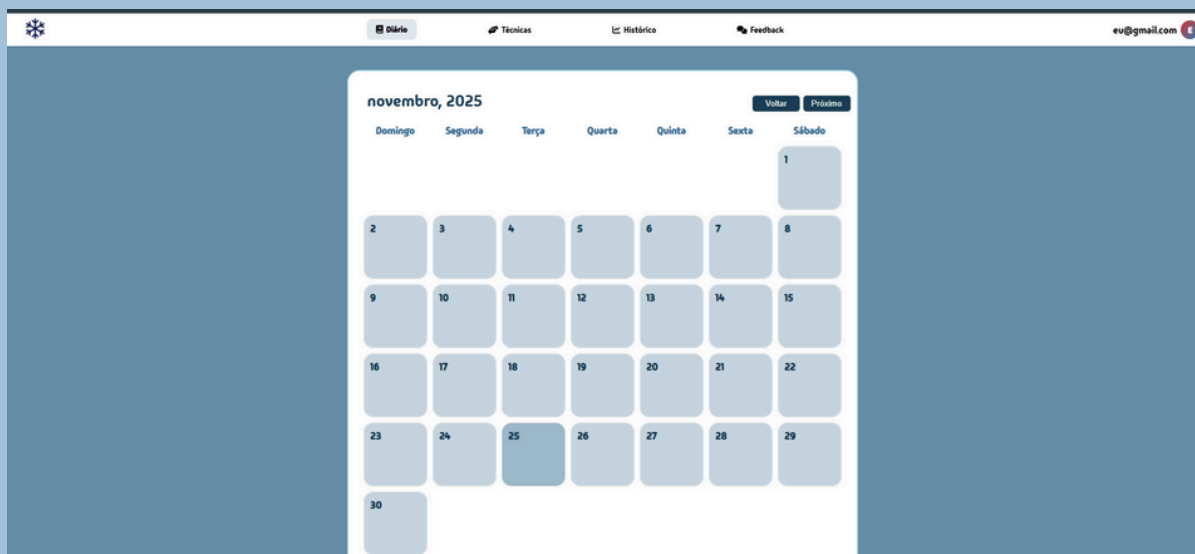 Diário Técnicas Histórico Feedback eu@gmail.com E
novembro, 2025 Voltar Próximo
Domingo Segunda Terça Quarta Quinta Sexta Sábado
1
2 3 4 5 6 7 8
9 10 11 12 13 14 15
16 17 18 19 20 21 22
23 24 25 26 27 28 29
30